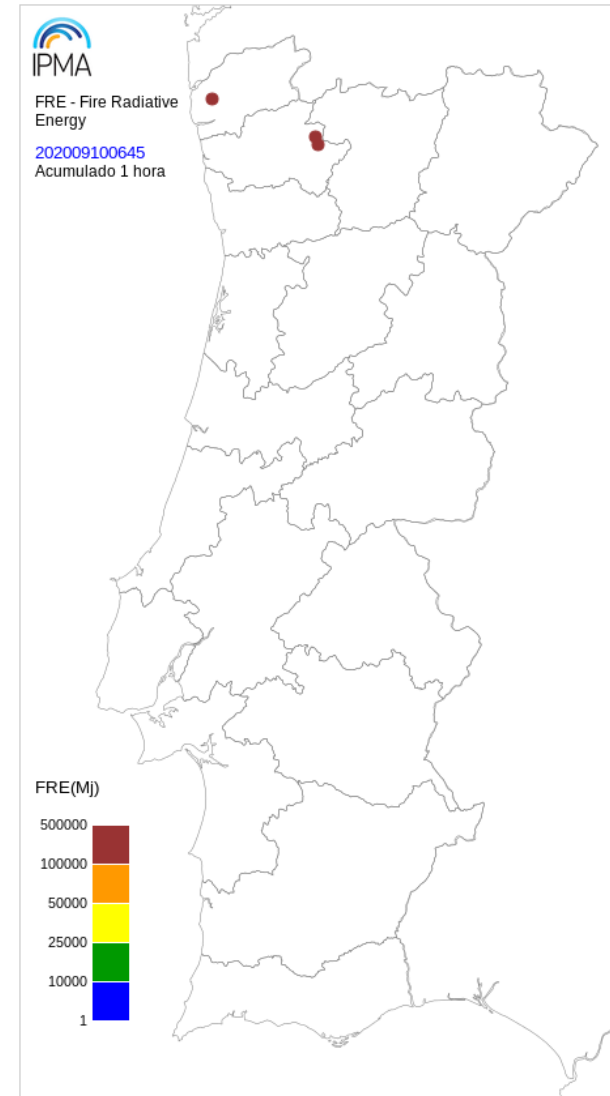 IPMA
FRE - Fire Radiative
Energy
202009100645
Acumulado 1 hora
FRE(Mj)
500000
100000
50000
25000
10000
1